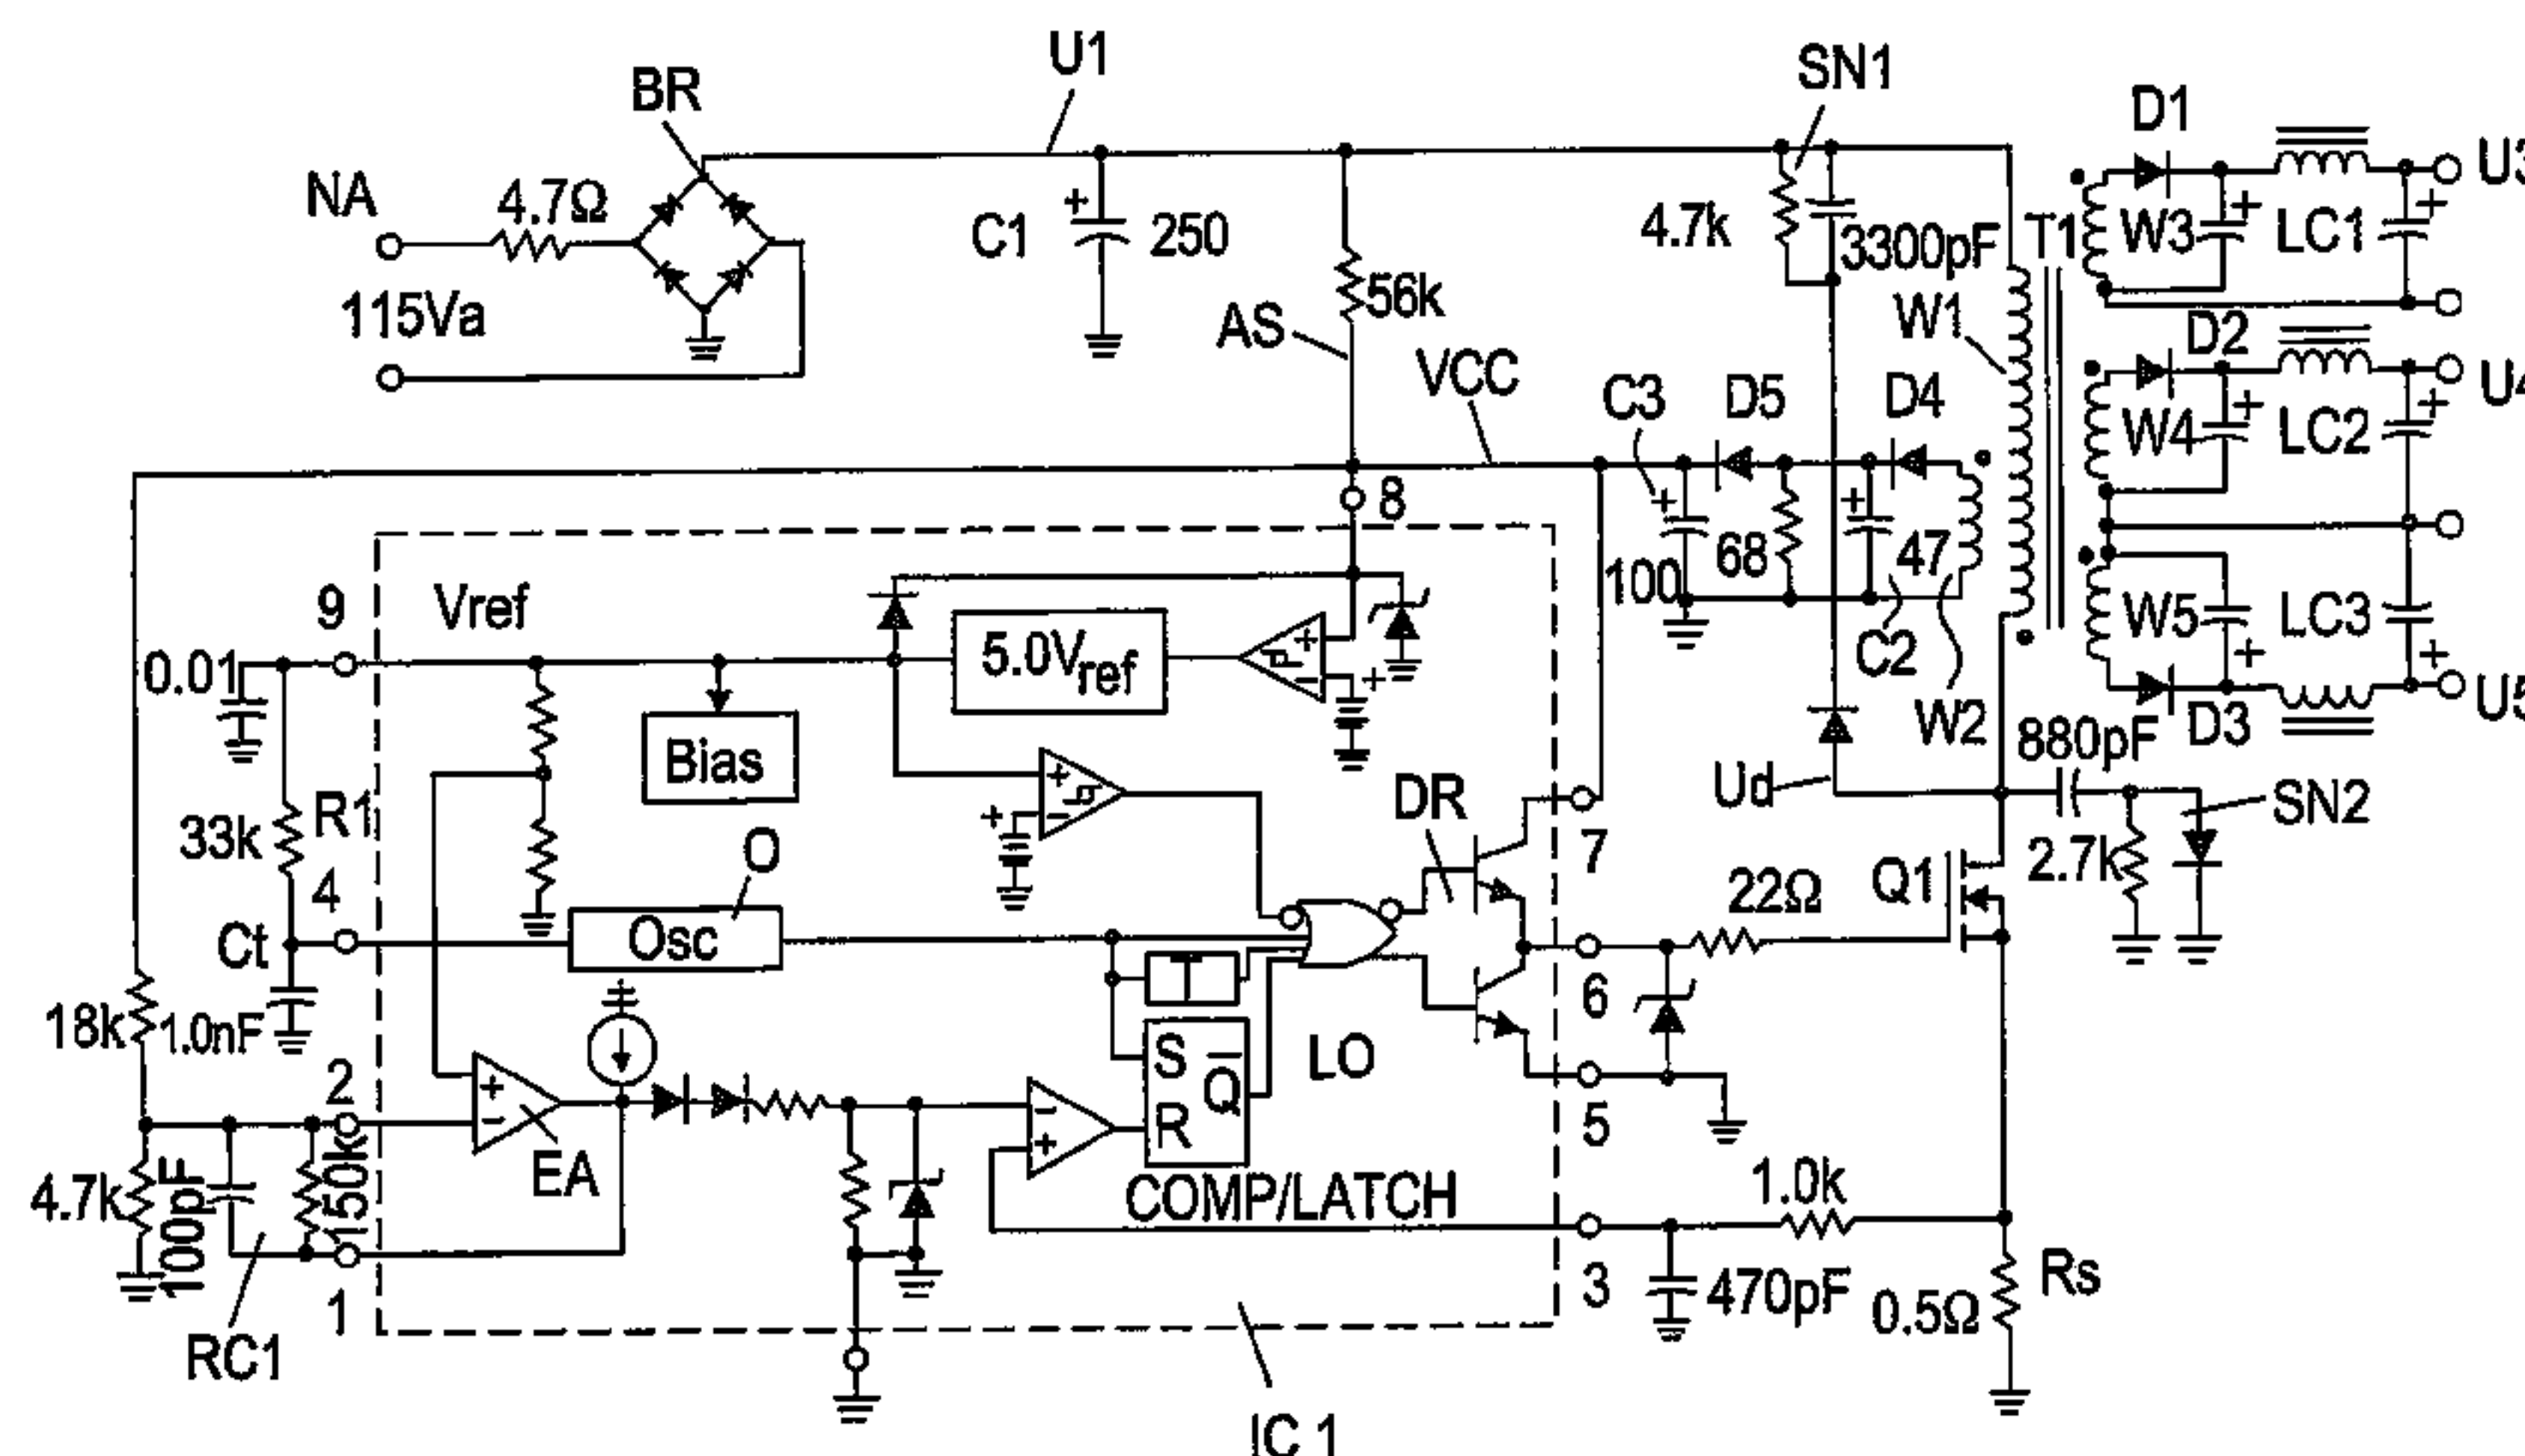 U1
SN1
BR
D1
NA
4.7Ω
C1
+
250
4.7k
3300pF
T1
W3
+
LC1
+
115Va
56k
AS
W1
D2
VCC
C3
D5
D4
W4
+
LC2
+
8
+
100
68
+
47
C2
W2
9
Vref
5.0Vref
+
-
+
W5
+
LC3
+
0.01
Bias
Ud
880pF
D3
SN2
33k
R1
4
O
+
-
+
DR
7
2.7k
Ct
Osc
22Ω
Q1
18k
1.0nF
6
LO
2
+
-
EA
-
+
S
R
Q
5
4.7k
100pF
150k
COMP/LATCH
1.0k
1
3
470pF
0.5Ω
Rs
RC1
IC 1